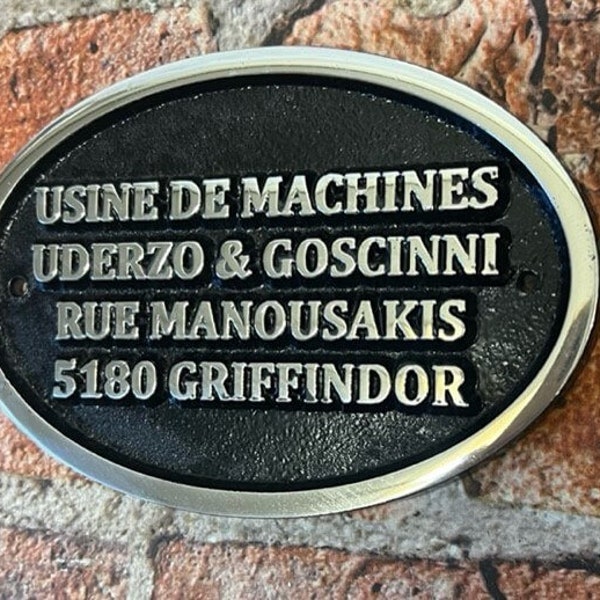 USINE DE MACHINES
UDERZO & GOSCINNI
RUE MANOUSAKIS
5180 GRIFFINDOR